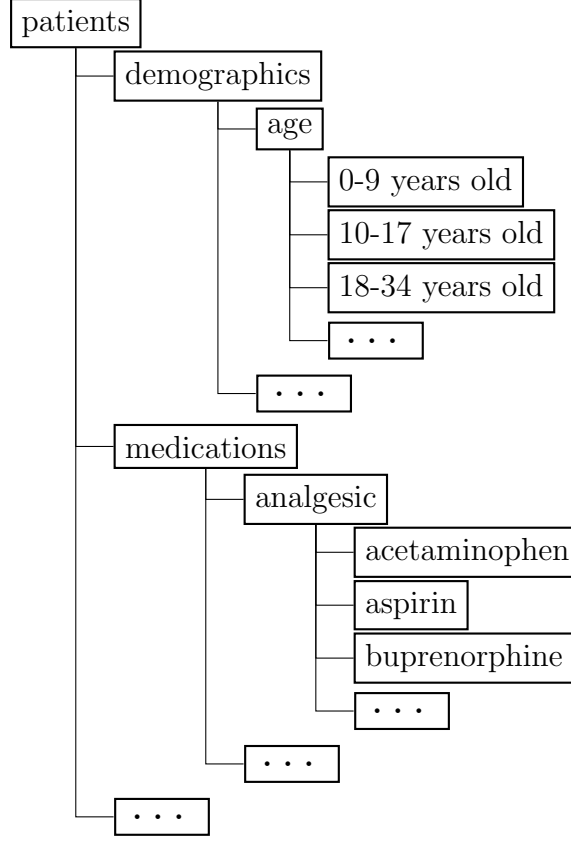 patients
demographics
age
0-9 years old
10-17 years old
18-34 years old
...
...
medications
analgesic
acetaminophen
aspirin
buprenorphine
...
...
...